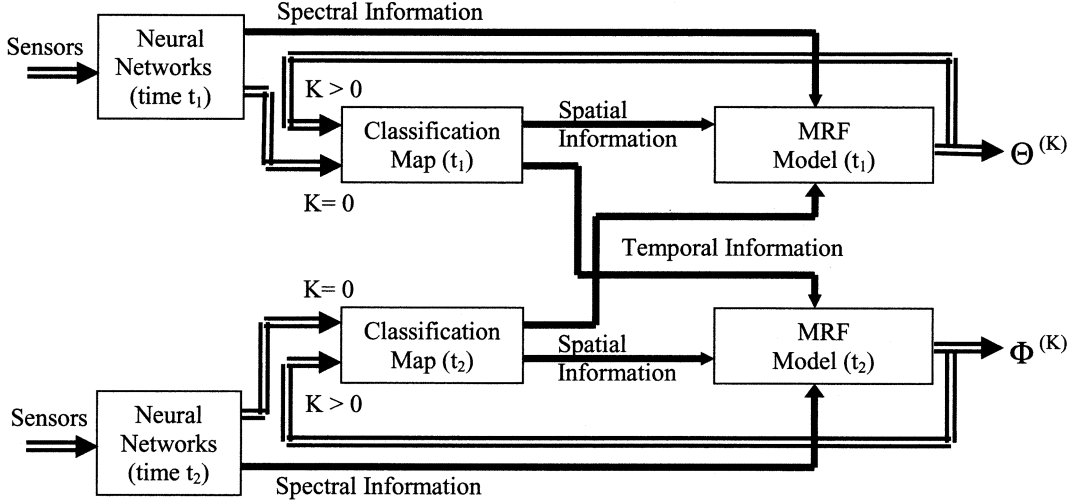 Spectral Information
Sensors
Neural
Networks
(time t₁)
K > 0
Classification
Map (t₁)
Spatial
Information
MRF
Model (t₁)
Θ (K)
K= 0
Temporal Information
K= 0
Classification
Map (t₂)
Spatial
Information
MRF
Model (t₂)
Φ (K)
K > 0
Sensors
Neural
Networks
(time t₂)
Spectral Information